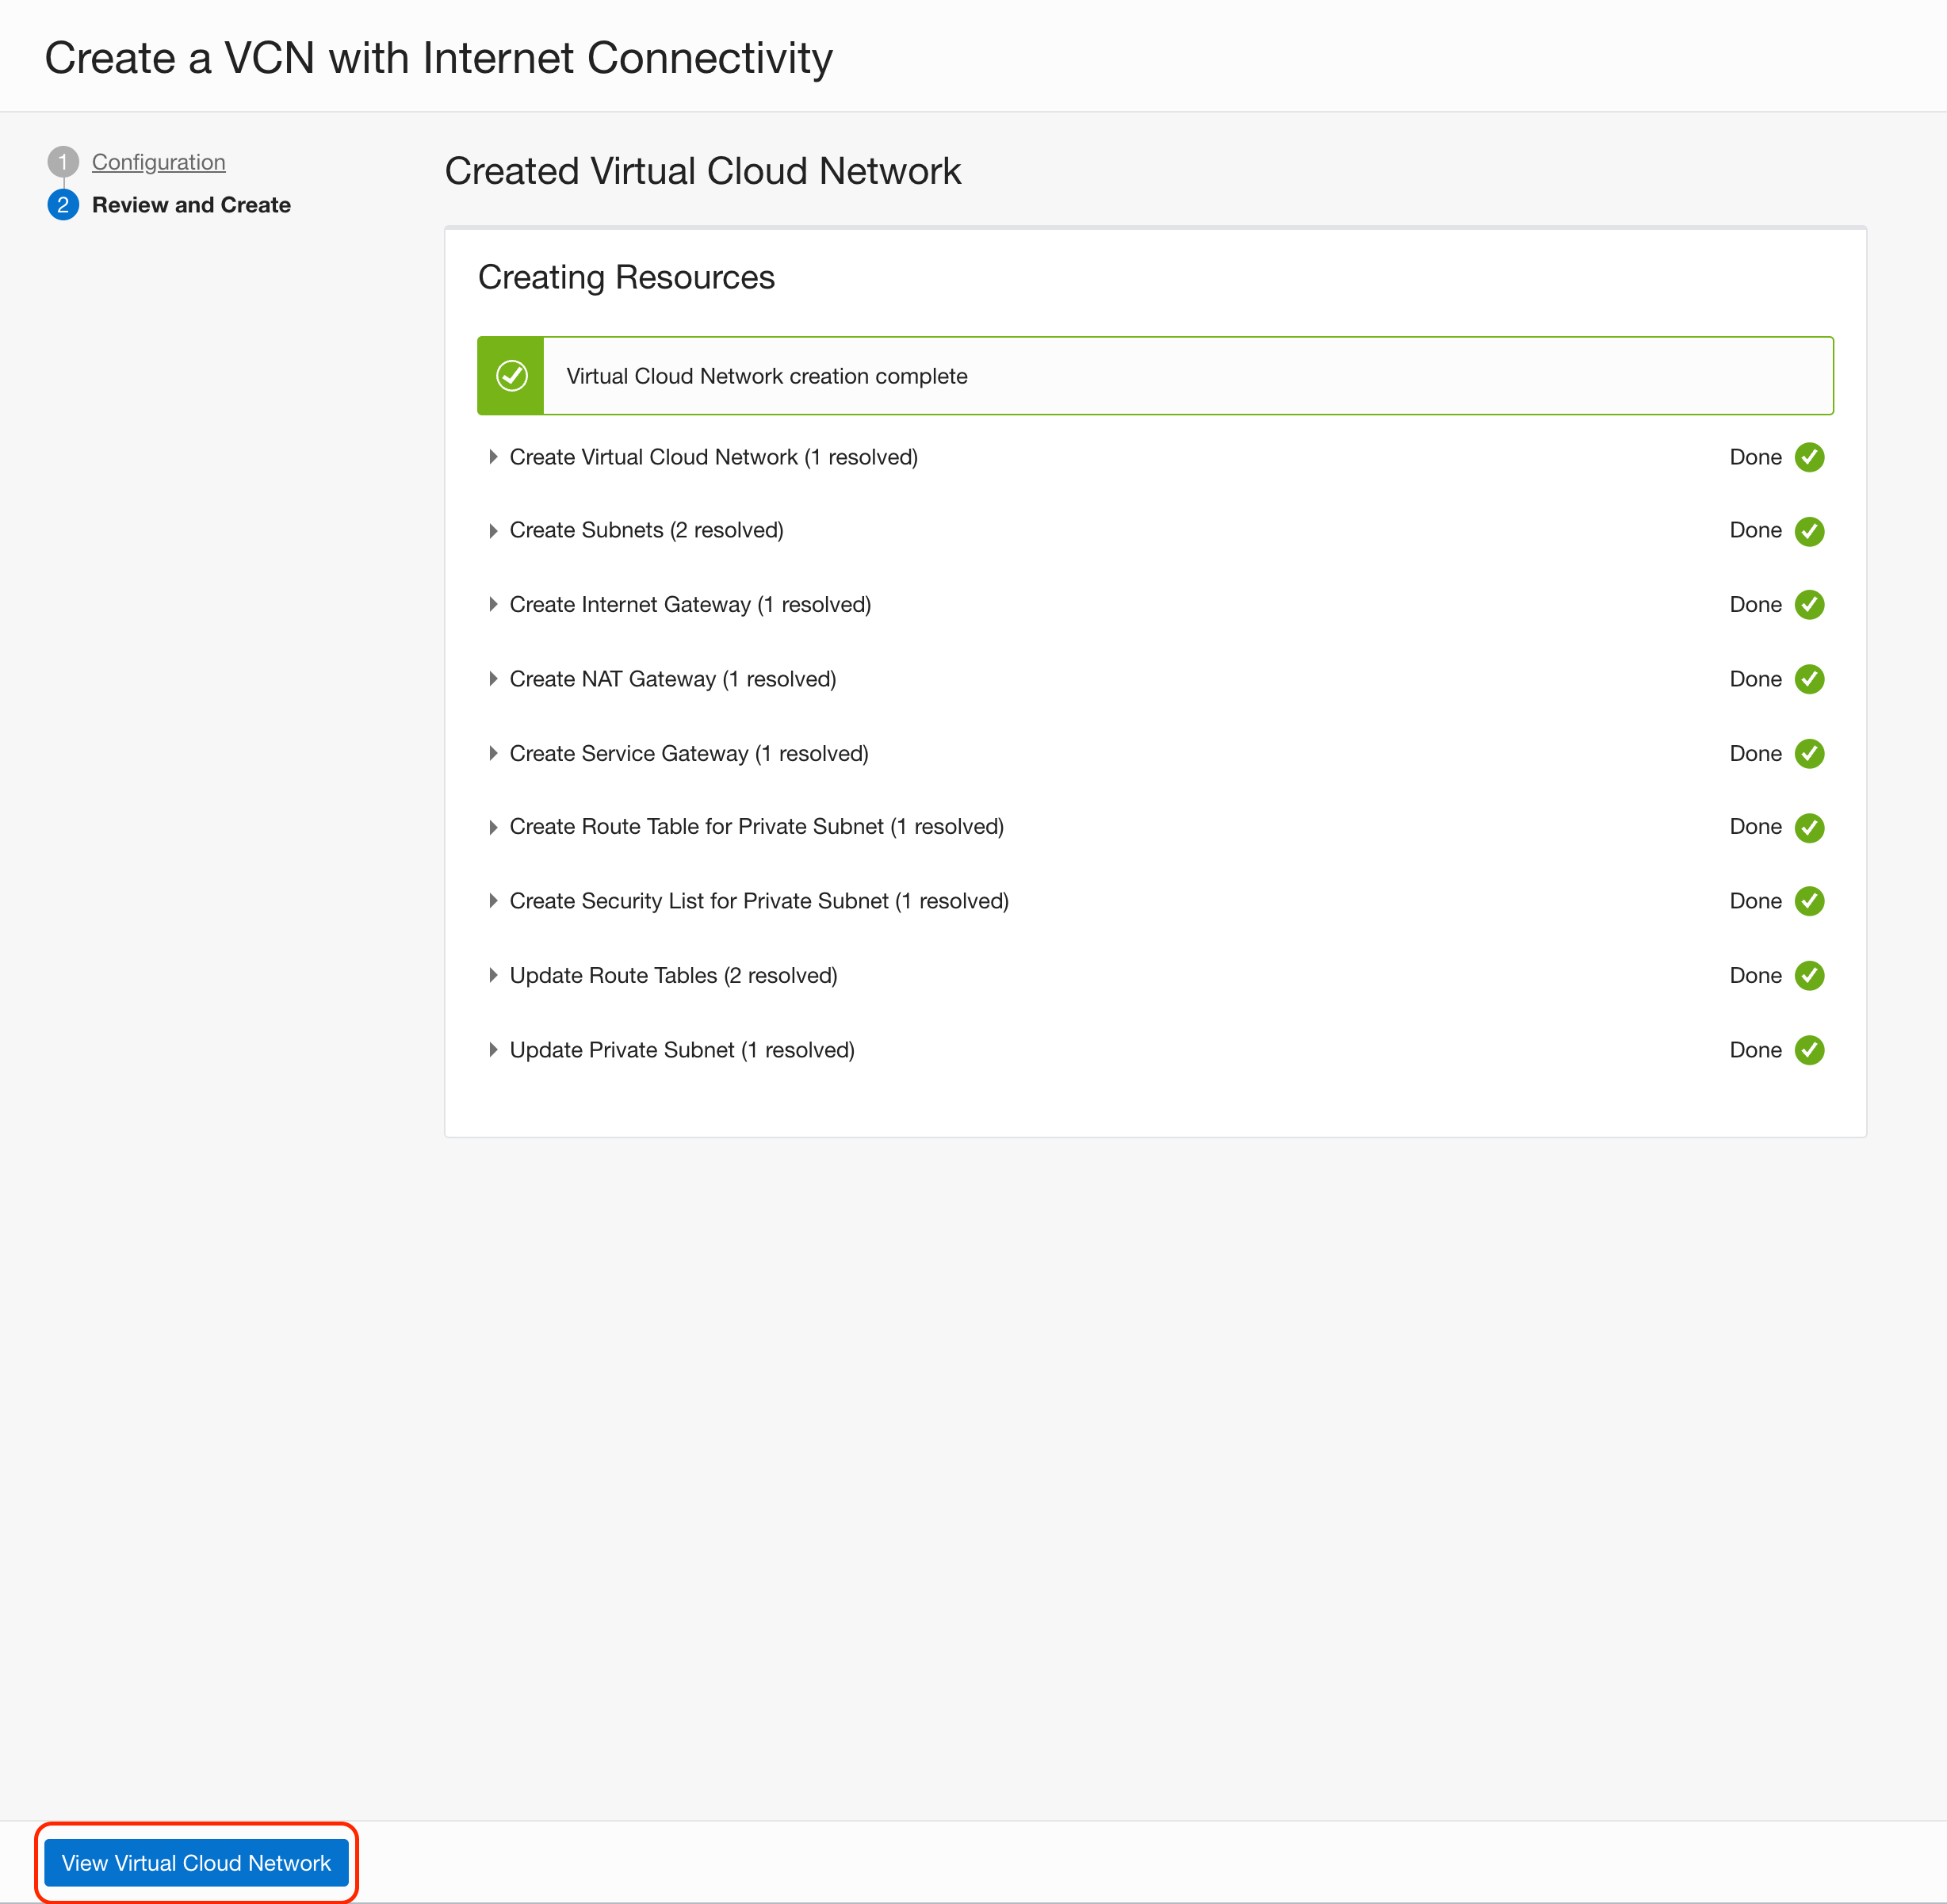 Create a VCN with Internet Connectivity
1 Configuration
2 Review and Create
Created Virtual Cloud Network
Creating Resources
Virtual Cloud Network creation complete
Create Virtual Cloud Network (1 resolved) Done
Create Subnets (2 resolved) Done
Create Internet Gateway (1 resolved) Done
Create NAT Gateway (1 resolved) Done
Create Service Gateway (1 resolved) Done
Create Route Table for Private Subnet (1 resolved) Done
Create Security List for Private Subnet (1 resolved) Done
Update Route Tables (2 resolved) Done
Update Private Subnet (1 resolved) Done
View Virtual Cloud Network